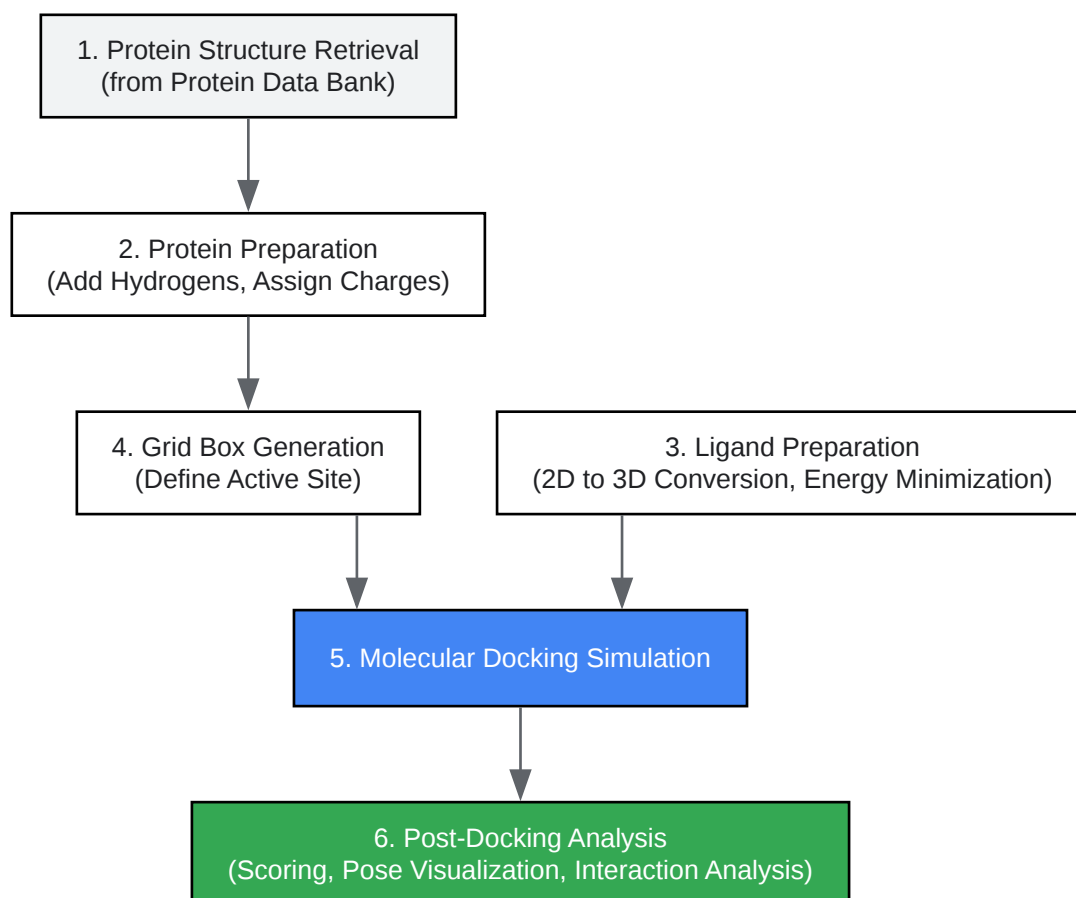 1. Protein Structure Retrieval
(from Protein Data Bank)
2. Protein Preparation
(Add Hydrogens, Assign Charges)
4. Grid Box Generation
(Define Active Site)
3. Ligand Preparation
(2D to 3D Conversion, Energy Minimization)
5. Molecular Docking Simulation
6. Post-Docking Analysis
(Scoring, Pose Visualization, Interaction Analysis)